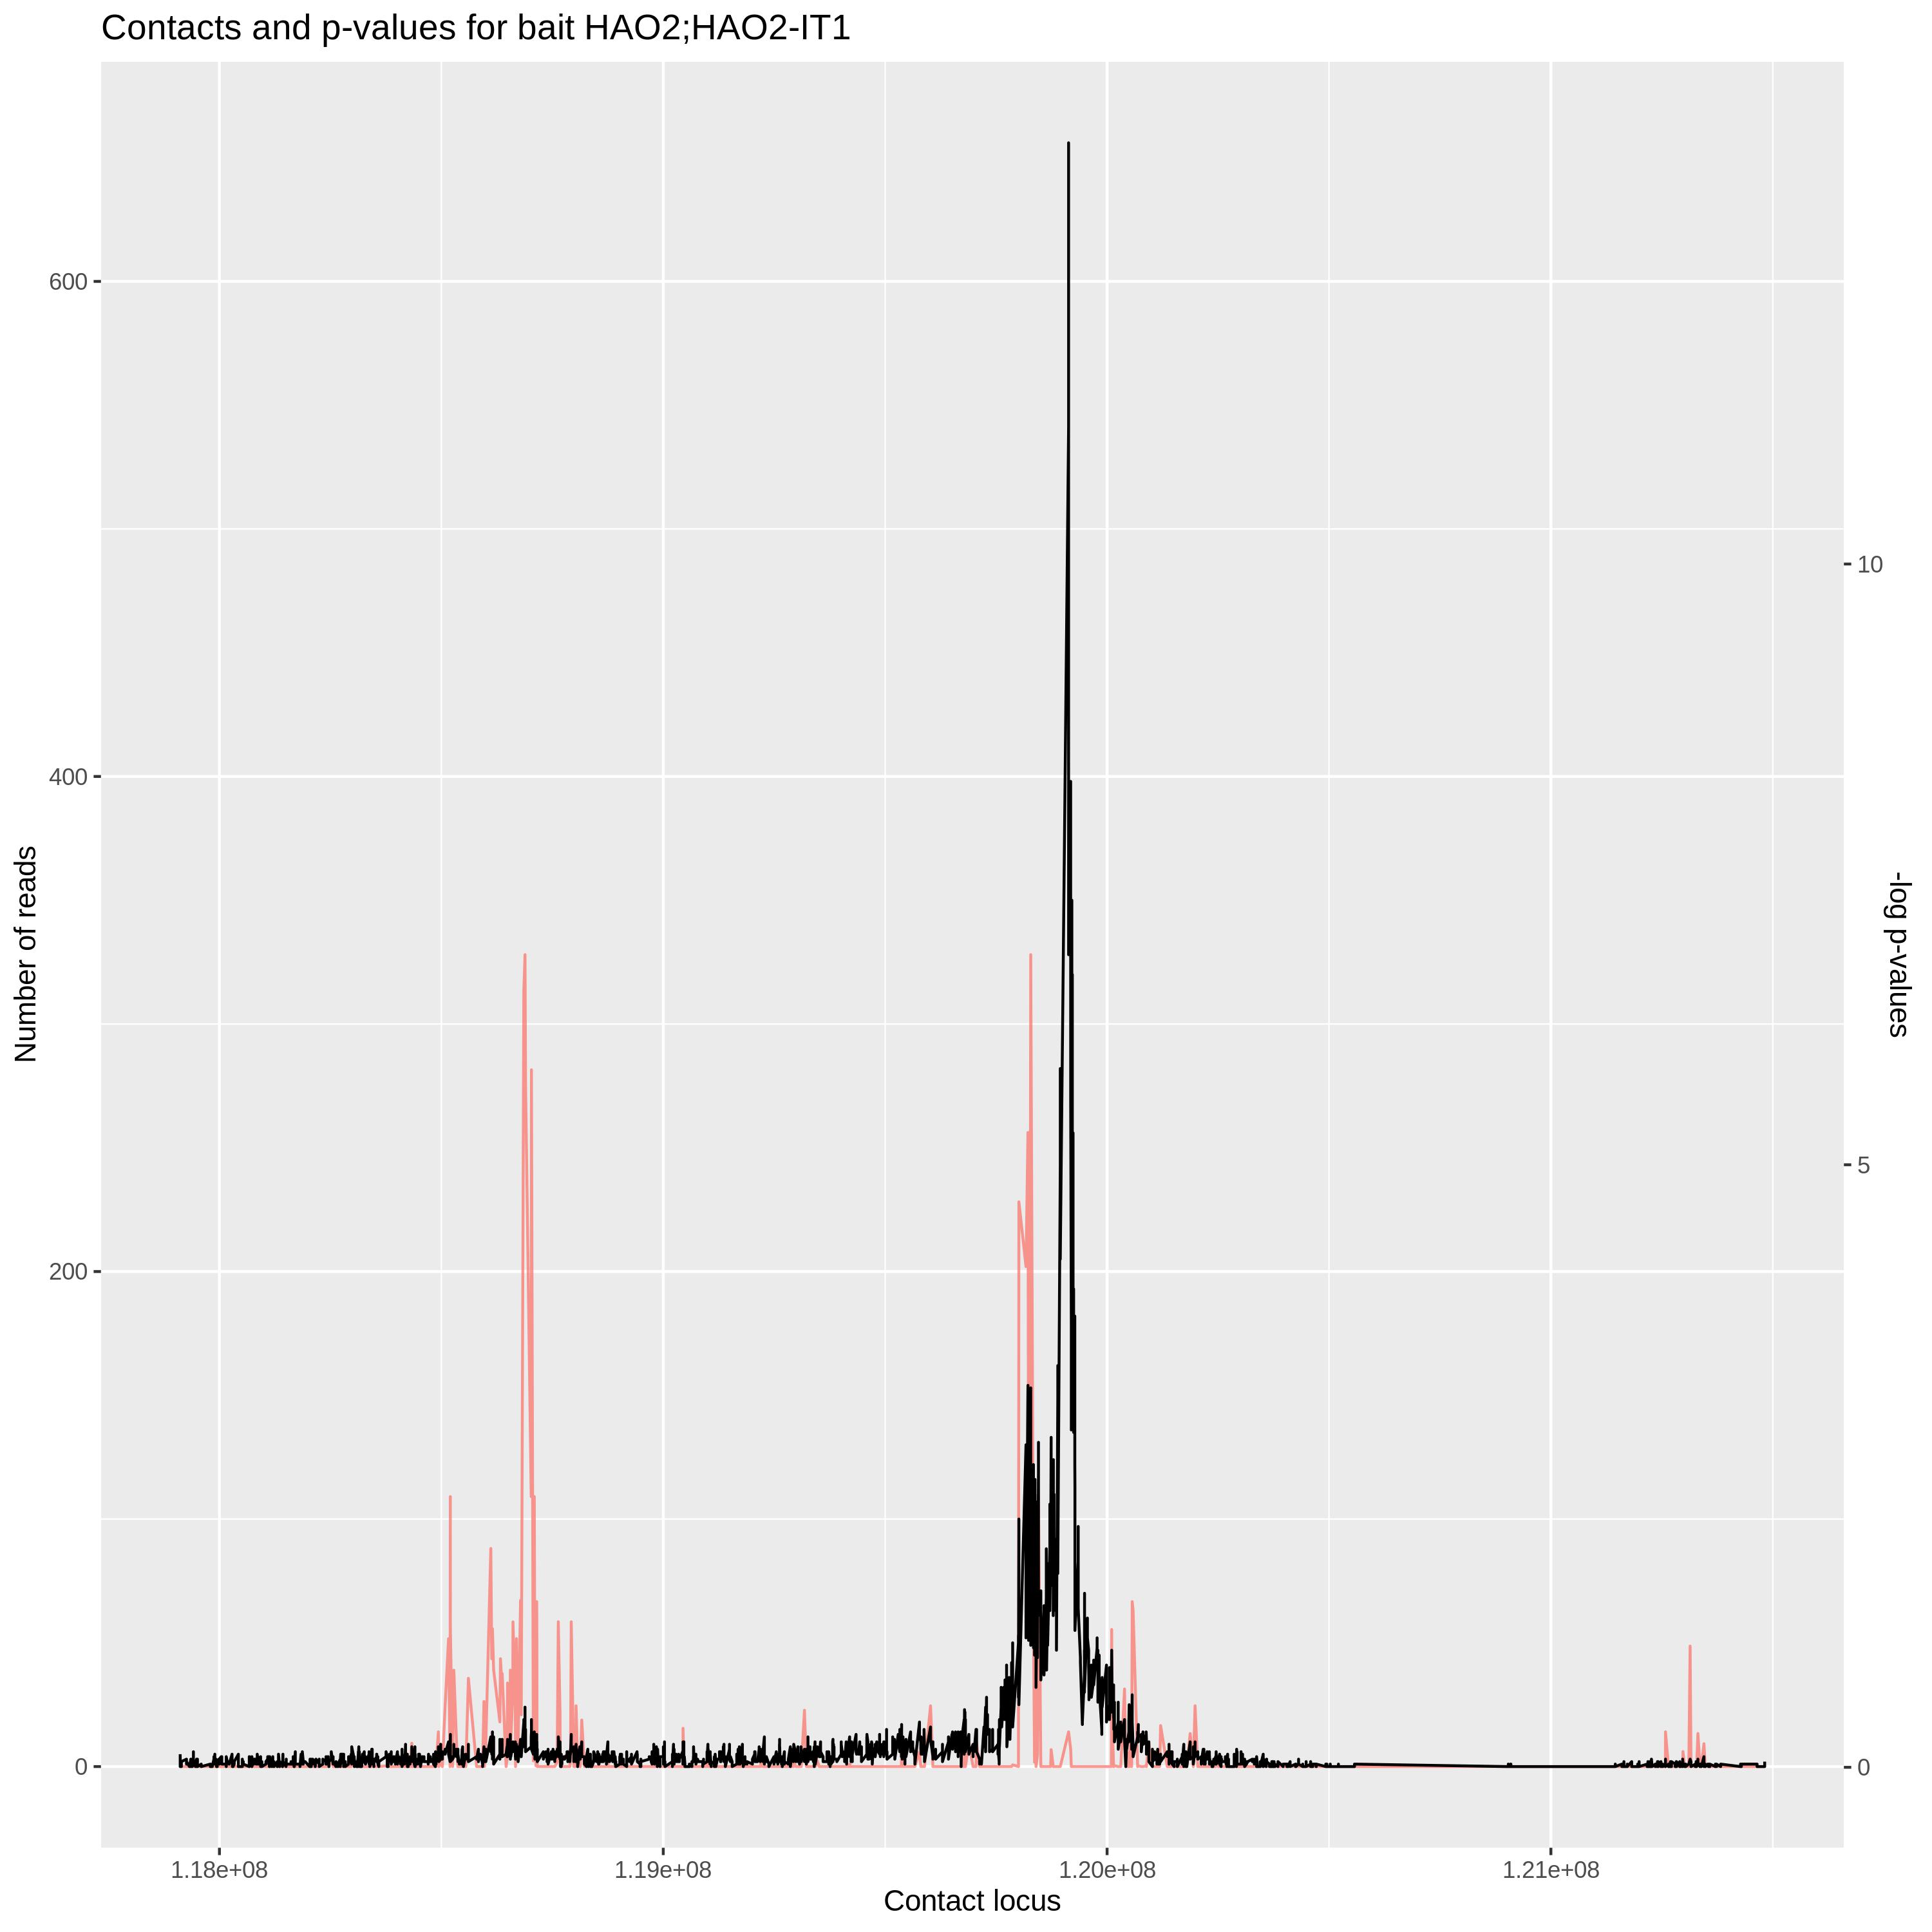 Contacts and p-values for bait HAO2;HAO2-IT1
600
400
200
0
Number of reads
10
5
0
-log p-values
1.18e+08
1.19e+08
1.20e+08
1.21e+08
Contact locus